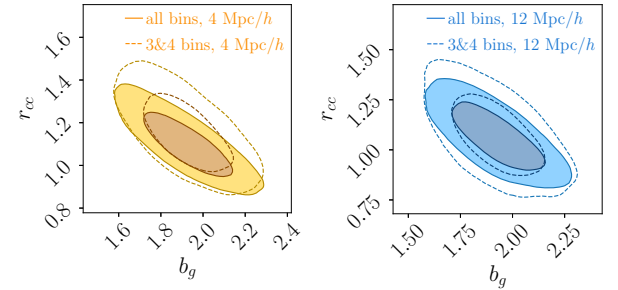 all bins, 4 Mpc/h
3&4 bins, 4 Mpc/h
1.6
1.4
1.2
1.0
0.8
r_cc
1.6
1.8
2.0
2.2
2.4
b_g
all bins, 12 Mpc/h
3&4 bins, 12 Mpc/h
1.50
1.25
1.00
0.75
r_cc
1.50
1.75
2.00
2.25
b_g